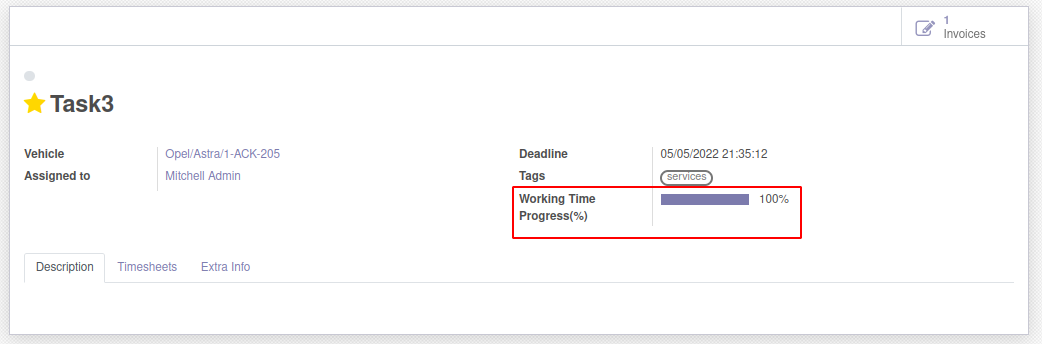 1
Invoices
Task3
Vehicle Opel/Astra/1-ACK-205
Assigned to Mitchell Admin
Deadline 05/05/2022 21:35:12
Tags services
Working Time 100%
Progress(%)
Description Timesheets Extra Info